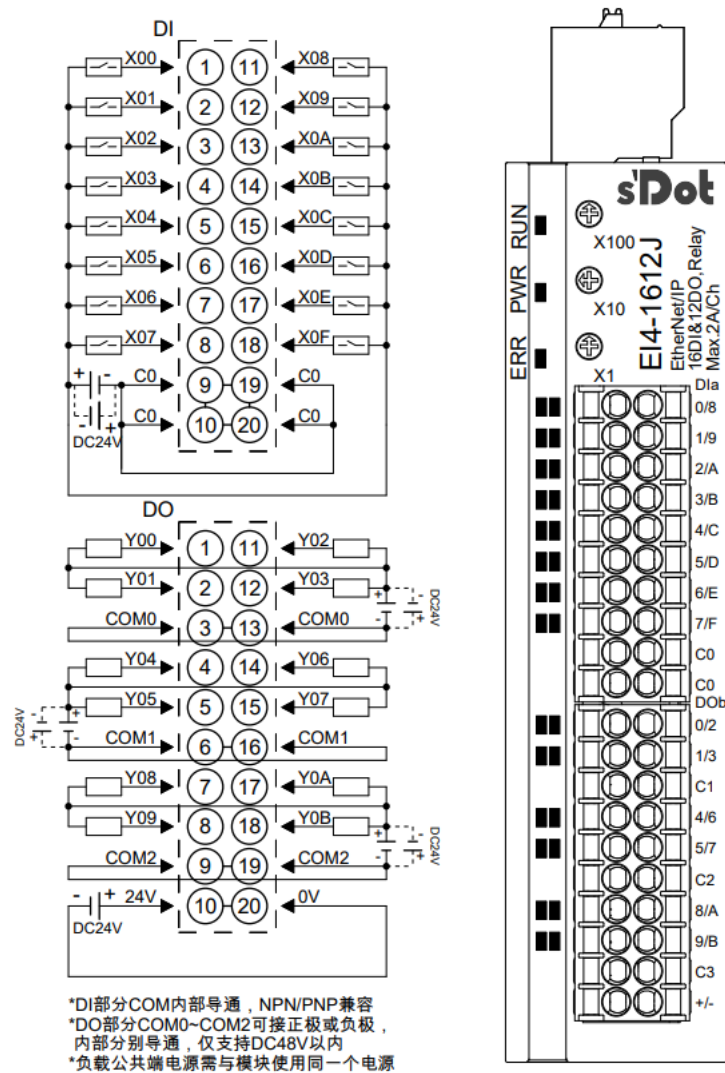 DI
X00 1 11 X08
X01 2 12 X09
X02 3 13 X0A
X03 4 14 X0B
X04 5 15 X0C
X05 6 16 X0D
X06 7 17 X0E
X07 8 18 X0F
+ - C0 9 19 C0
- + C0 10 20 C0
DC24V
DO
Y00 1 11 Y02
Y01 2 12 Y03
+ - - + DC24V
COM0 3 13 COM0
Y04 4 14 Y06
Y05 5 15 Y07
DC24V - + + -
COM1 6 16 COM1
Y08 7 17 Y0A
Y09 8 18 Y0B
+ - - + DC24V
COM2 9 19 COM2
- + 24V 10 20 0V
DC24V
*DI部分COM内部导通，NPN/PNP兼容
*DO部分COM0~COM2可接正极或负极，
内部分别导通，仅支持DC48V以内
*负载公共端电源需与模块使用同一个电源
s'Dot
RUN
PWR
ERR
X100
X10
X1
EI4-1612J
EtherNet/IP
16DI&12DO,Relay
Max.2A/Ch
DIa
0/8
1/9
2/A
3/B
4/C
5/D
6/E
7/F
C0
C0
DOb
0/2
1/3
C1
4/6
5/7
C2
8/A
9/B
C3
+/-